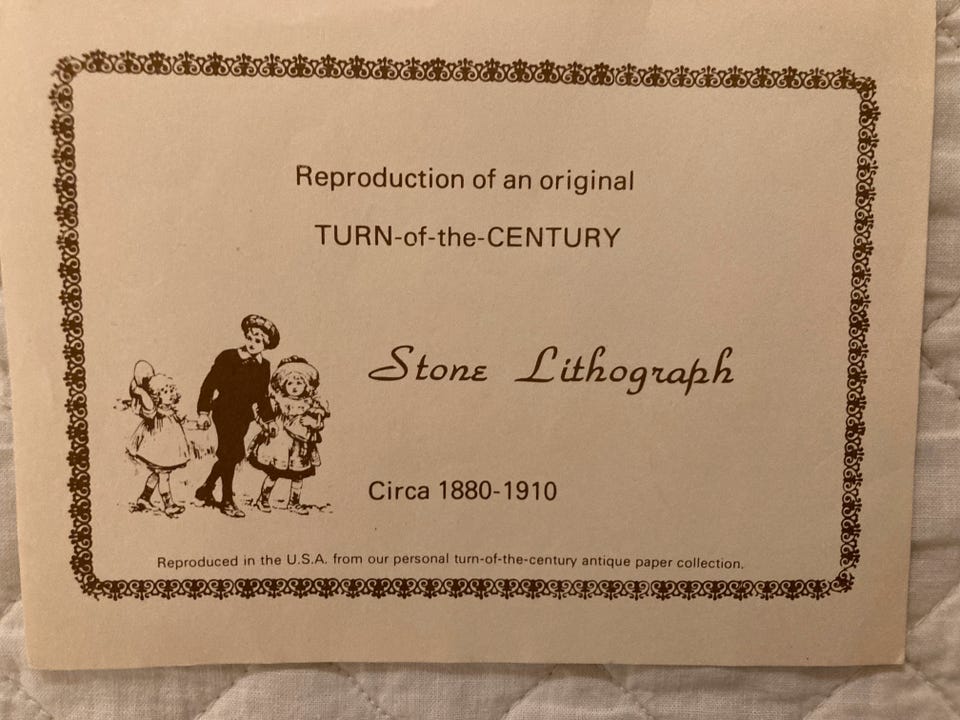 Reproduction of an original
TURN-of-the-CENTURY
Stone Lithograph
Circa 1880-1910
Reproduced in the U.S.A. from our personal turn-of-the-century antique paper collection.